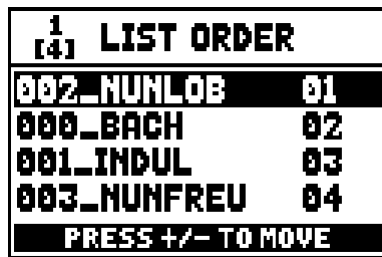 1
[4] LIST ORDER
002_NUNLOB 01
000_BACH 02
001_INDUL 03
003_NUNFREU 04
PRESS +/- TO MOVE